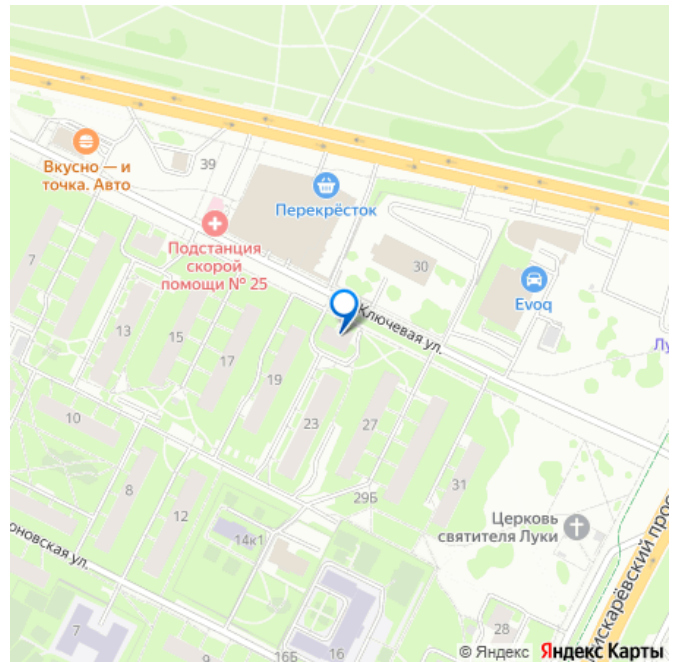 Вкусно — и
точка. Авто
39
Перекрёсток
Подстанция
скорой
помощи № 25
30
Evoq
Ключевая ул.
Лу
7
13
15
17
19
23
27
31
10
8
12
29Б
14к1
Церковь
святителя Луки
оновская ул.
искарёвский прос
28
7
9
16Б
16
© Яндекс Яндекс Карты